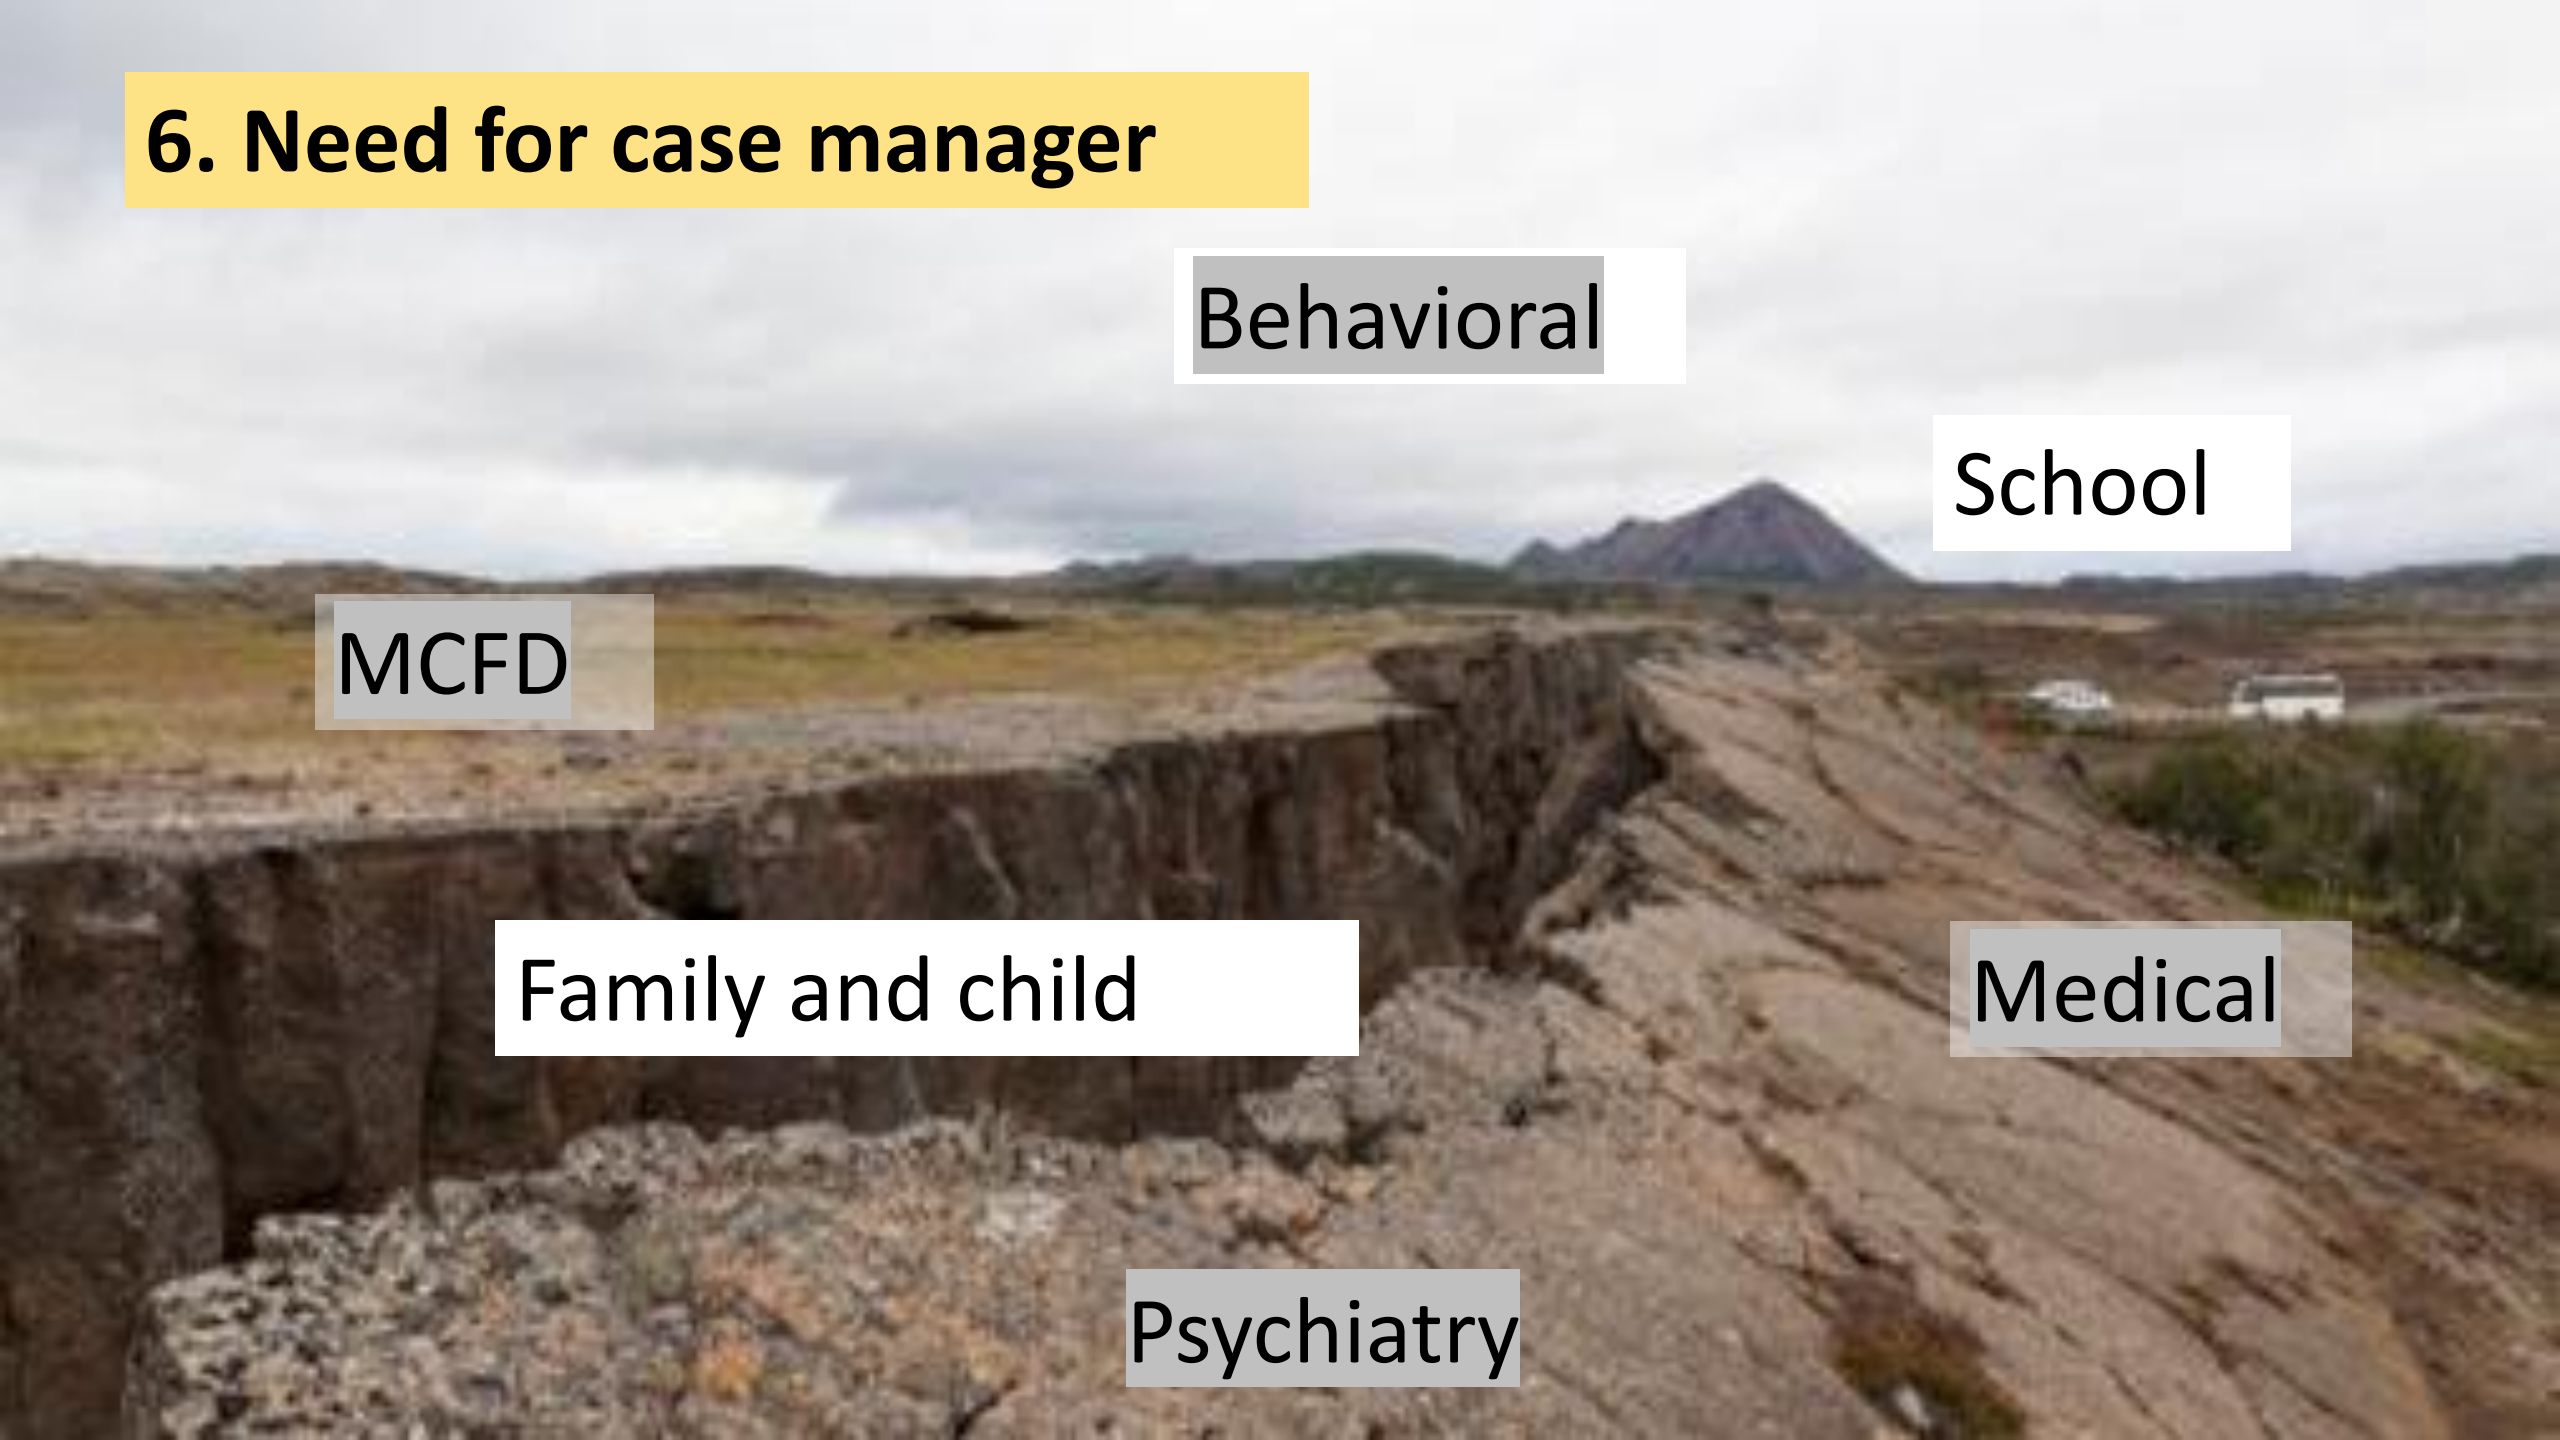 6. Need for case manager
Behavioral
School
MCFD
Family and child
Medical
Psychiatry